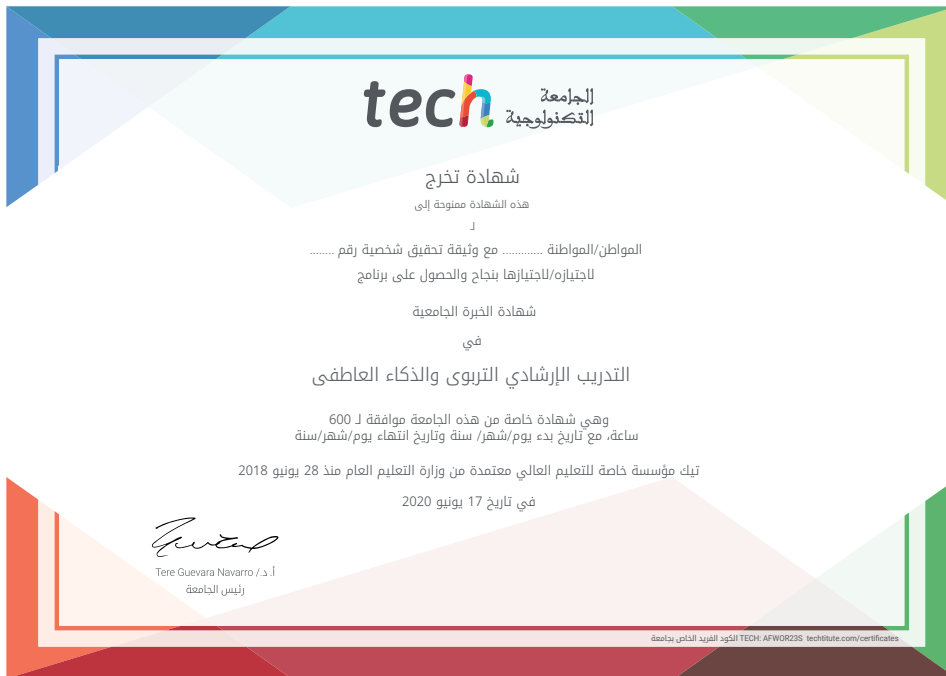 tech
الجامعة
التكنولوجية
شهادة تخرج
هذه الشهادة ممنوحة إلى
لـ
المواطن/المواطنة ............. مع وثيقة تحقيق شخصية رقم ........
لاجتيازه/لاجتيازها بنجاح والحصول على برنامج
شهادة الخبرة الجامعية
في
التدريب الإرشادي التربوى والذكاء العاطفى
وهي شهادة خاصة من هذه الجامعة موافقة لـ 600
ساعة، مع تاريخ بدء يوم/شهر/ سنة وتاريخ انتهاء يوم/شهر/سنة
تيك مؤسسة خاصة للتعليم العالي معتمدة من وزارة التعليم العام منذ 28 يونيو 2018
في تاريخ 17 يونيو 2020
أ. د./ Tere Guevara Navarro
رئيس الجامعة
الكود الفريد الخاص بجامعة TECH: AFWOR23S techtitute.com/certificates